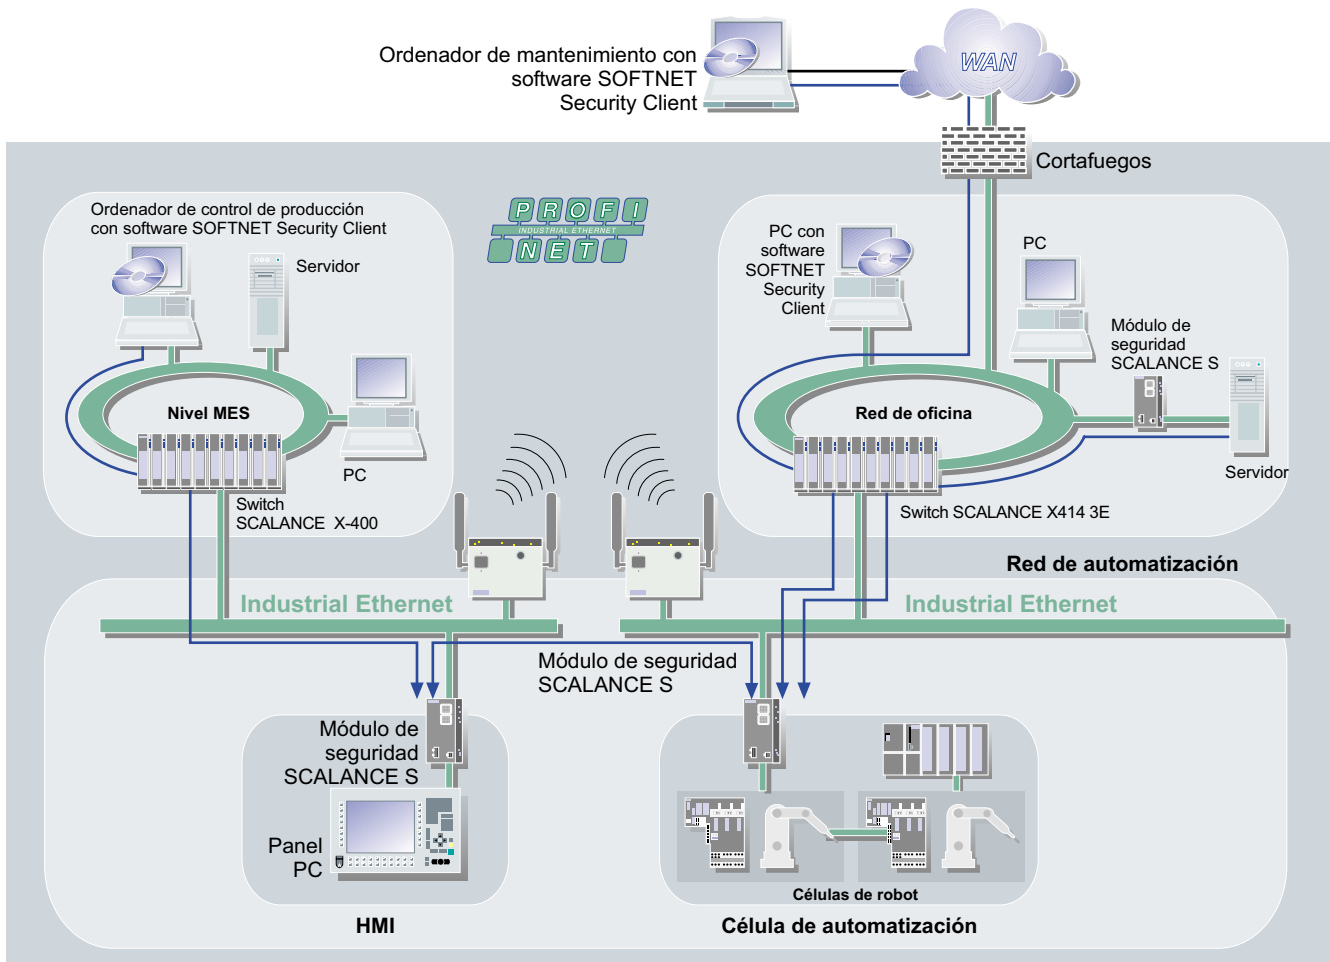 Ordenador de mantenimiento con
software SOFTNET
Security Client
WAN
Cortafuegos
Ordenador de control de producción
con software SOFTNET Security Client
Servidor
PROFI
INDUSTRIAL ETHERNET
NET
PC con
software
SOFTNET
Security
Client
PC
Módulo de
seguridad
SCALANCE S
Nivel MES
Red de oficina
PC
Servidor
Switch
SCALANCE X-400
Switch SCALANCE X414 3E
Red de automatización
Industrial Ethernet
Industrial Ethernet
Módulo de seguridad
SCALANCE S
Módulo de
seguridad
SCALANCE S
Panel
PC
Células de robot
HMI
Célula de automatización